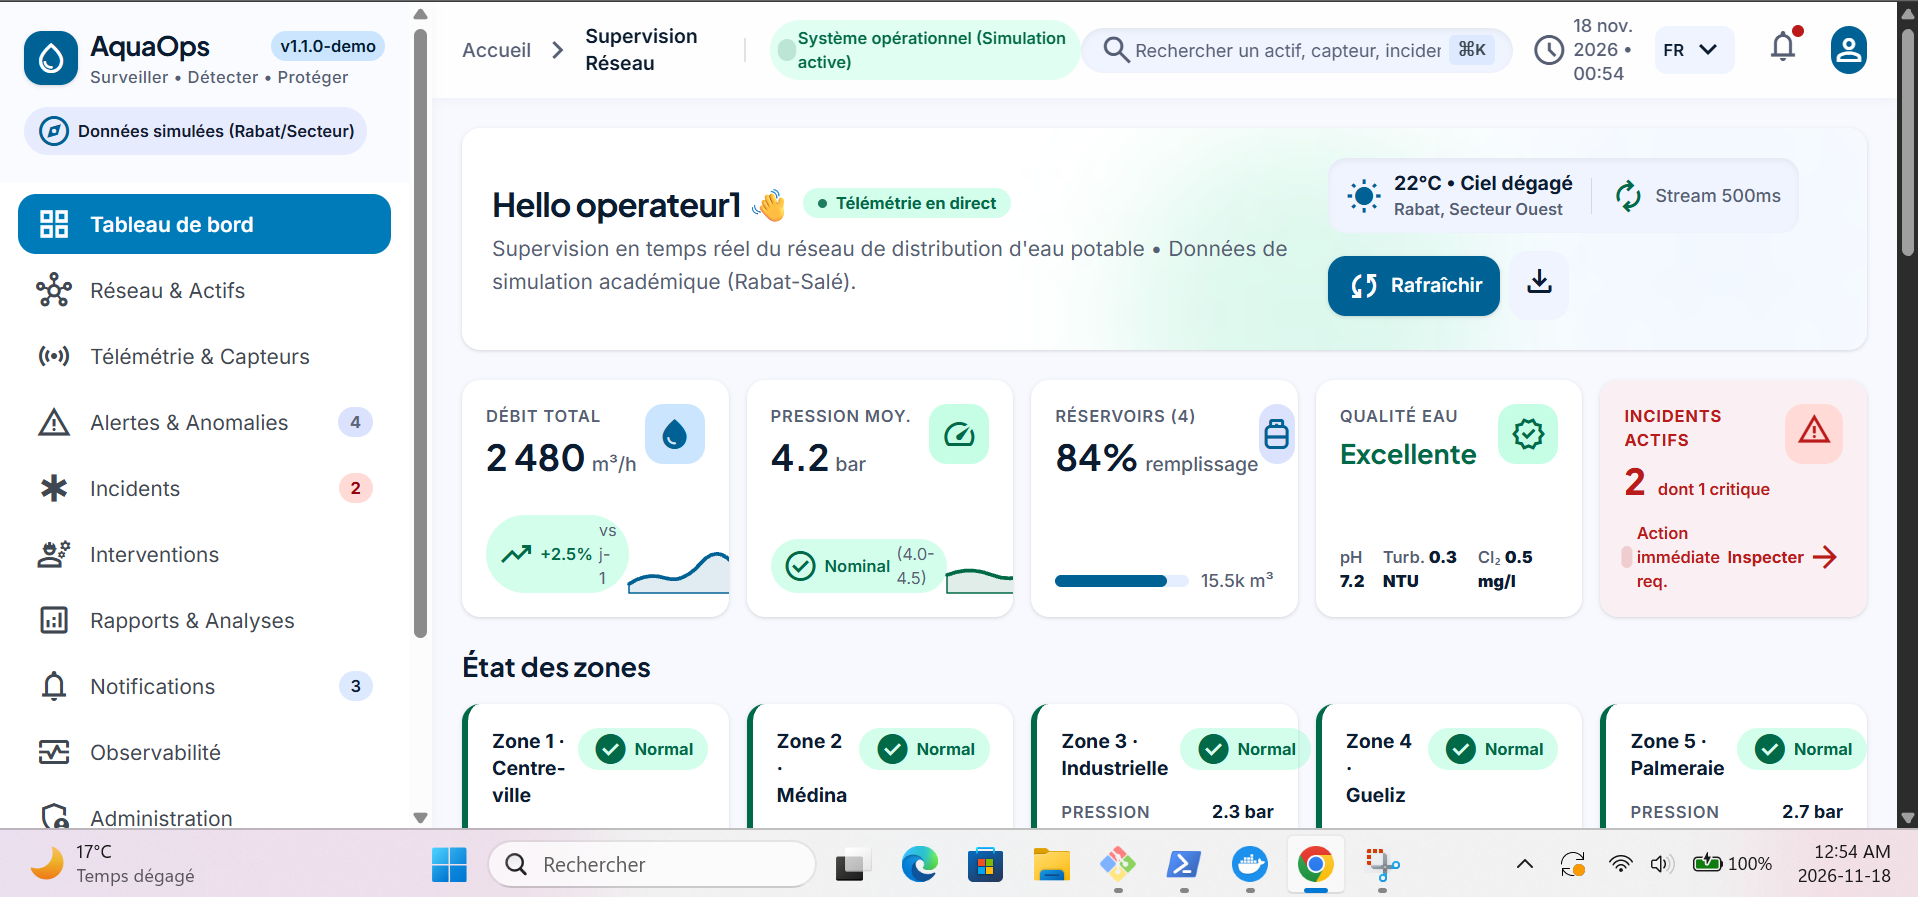 AquaOps
v1.1.0-demo
Surveiller • Détecter • Protéger
Données simulées (Rabat/Secteur)
Tableau de bord
Réseau & Actifs
Télémétrie & Capteurs
Alertes & Anomalies
4
Incidents
2
Interventions
Rapports & Analyses
Notifications
3
Observabilité
Administration
Accueil
Supervision
Réseau
Système opérationnel (Simulation
active)
Rechercher un actif, capteur, incider
⌘K
18 nov.
2026 •
00:54
FR
Hello operateur1 👋
Télémétrie en direct
Supervision en temps réel du réseau de distribution d'eau potable • Données de
simulation académique (Rabat-Salé).
22°C • Ciel dégagé
Rabat, Secteur Ouest
Stream 500ms
Rafraîchir
DÉBIT TOTAL
2 480 m³/h
+2.5%
vs
j-
1
PRESSION MOY.
4.2 bar
Nominal
(4.0-
4.5)
RÉSERVOIRS (4)
84% remplissage
15.5k m³
QUALITÉ EAU
Excellente
pH
7.2
Turb. 0.3
NTU
Cl₂ 0.5
mg/l
INCIDENTS
ACTIFS
2 dont 1 critique
Action
immédiate
req.
Inspecter
État des zones
Zone 1 ·
Centre-
ville
Normal
Zone 2
·
Médina
Normal
Zone 3 ·
Industrielle
Normal
PRESSION 2.3 bar
Zone 4
·
Gueliz
Normal
Zone 5 ·
Palmeraie
Normal
PRESSION 2.7 bar
17°C
Temps dégagé
Rechercher
100%
12:54 AM
2026-11-18